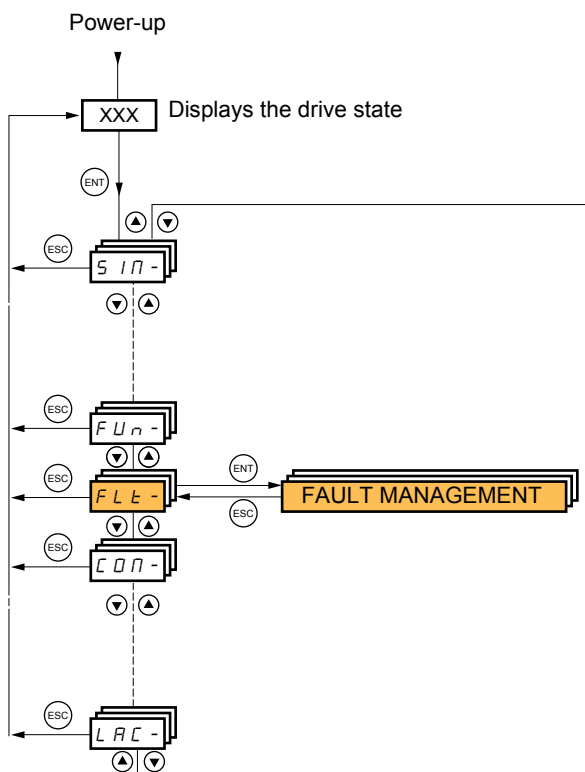 Power-up
XXX
Displays the drive state
ENT
ESC
SIM-
ESC
FUn-
ESC
FLt-
ENT
ESC
FAULT MANAGEMENT
ESC
COM-
ESC
LAC-